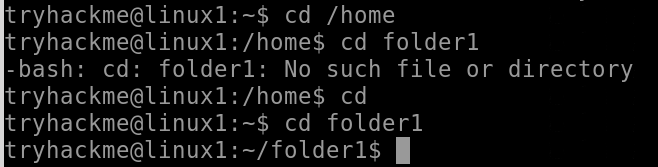 tryhackme@linux1:~$ cd /home
tryhackme@linux1:/home$ cd folder1
-bash: cd: folder1: No such file or directory
tryhackme@linux1:/home$ cd
tryhackme@linux1:~$ cd folder1
tryhackme@linux1:~/folder1$